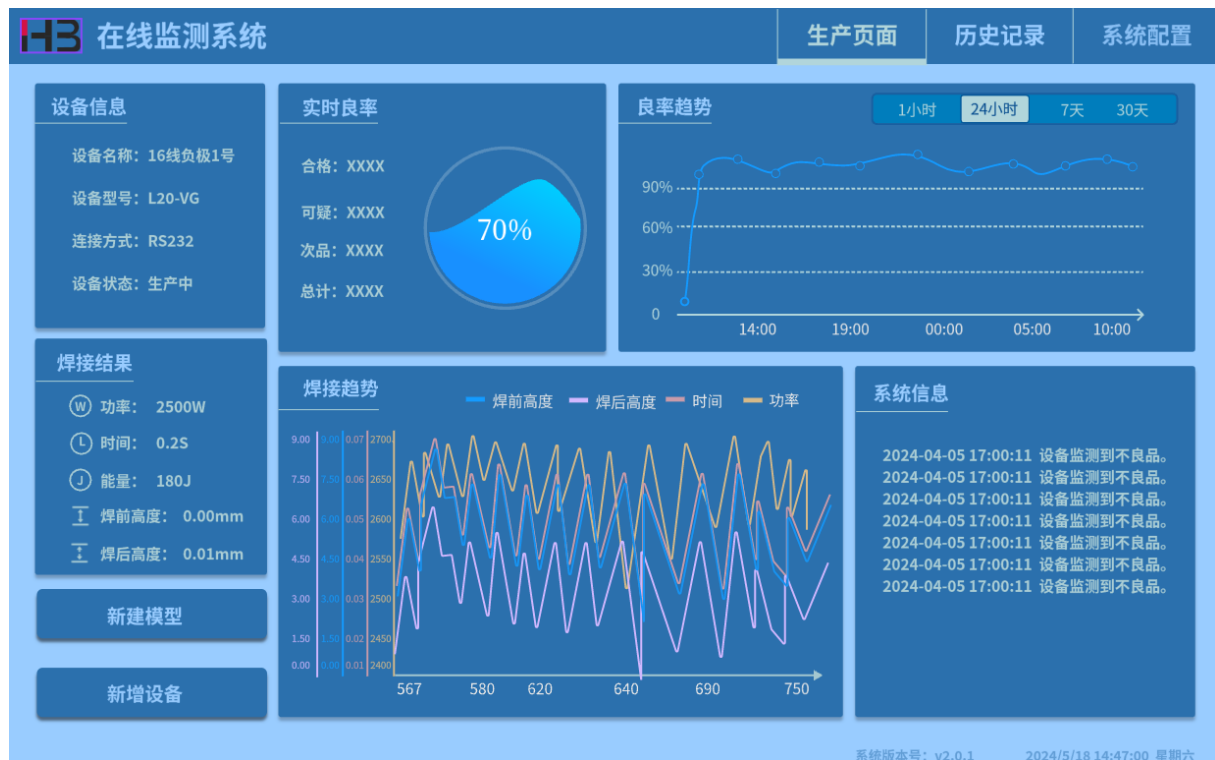 HB 在线监测系统
生产页面
历史记录
系统配置
设备信息
设备名称：16线负极1号
设备型号：L20-VG
连接方式：RS232
设备状态：生产中
实时良率
合格：XXXX
可疑：XXXX
次品：XXXX
总计：XXXX
70%
良率趋势
1小时 24小时 7天 30天
90%
60%
30%
0
14:00 19:00 00:00 05:00 10:00
焊接结果
W 功率： 2500W
L 时间： 0.2S
J 能量： 180J
焊前高度： 0.00mm
焊后高度： 0.01mm
新建模型
新增设备
焊接趋势
焊前高度 焊后高度 时间 功率
9.00 9.00 0.07 2700
7.50 7.50 0.06 2650
6.00 6.00 0.05 2600
4.50 4.50 0.04 2550
3.00 3.00 0.03 2500
1.50 1.50 0.02 2450
0.00 0.00 0.01 2400
567 580 620 640 690 750
系统信息
2024-04-05 17:00:11 设备监测到不良品。
2024-04-05 17:00:11 设备监测到不良品。
2024-04-05 17:00:11 设备监测到不良品。
2024-04-05 17:00:11 设备监测到不良品。
2024-04-05 17:00:11 设备监测到不良品。
2024-04-05 17:00:11 设备监测到不良品。
2024-04-05 17:00:11 设备监测到不良品。
系统版本号：v2.0.1 2024/5/18 14:47:00 星期六